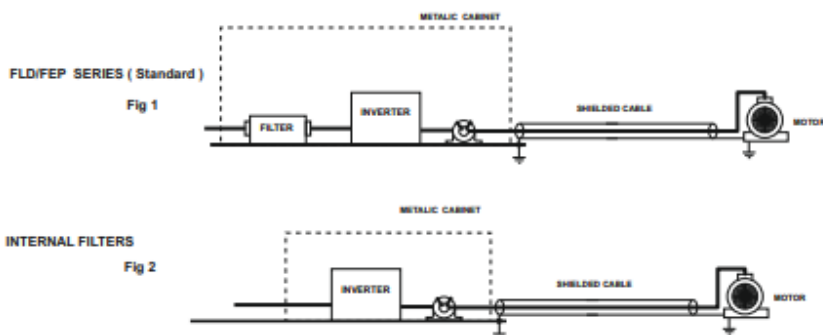 METALIC CABINET
FLD/FEP SERIES ( Standard )
Fig 1
FILTER
INVERTER
SHIELDED CABLE
MOTOR
METALIC CABINET
INTERNAL FILTERS
Fig 2
INVERTER
SHIELDED CABLE
MOTOR